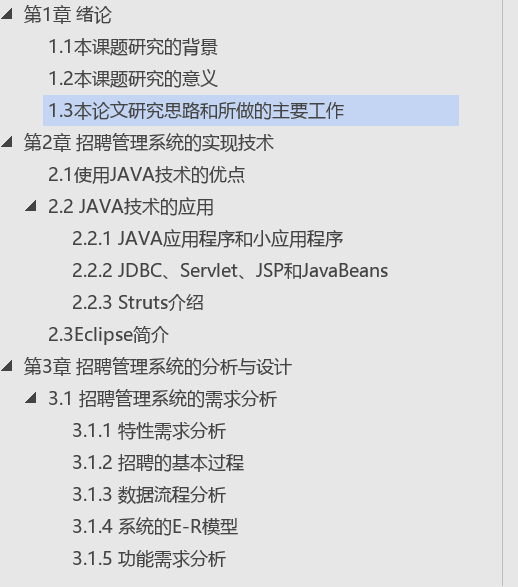 第1章 绪论
1.1本课题研究的背景
1.2本课题研究的意义
1.3本论文研究思路和所做的主要工作
第2章 招聘管理系统的实现技术
2.1使用JAVA技术的优点
2.2 JAVA技术的应用
2.2.1 JAVA应用程序和小应用程序
2.2.2 JDBC、Servlet、JSP和JavaBeans
2.2.3 Struts介绍
2.3Eclipse简介
第3章 招聘管理系统的分析与设计
3.1 招聘管理系统的需求分析
3.1.1 特性需求分析
3.1.2 招聘的基本过程
3.1.3 数据流程分析
3.1.4 系统的E-R模型
3.1.5 功能需求分析